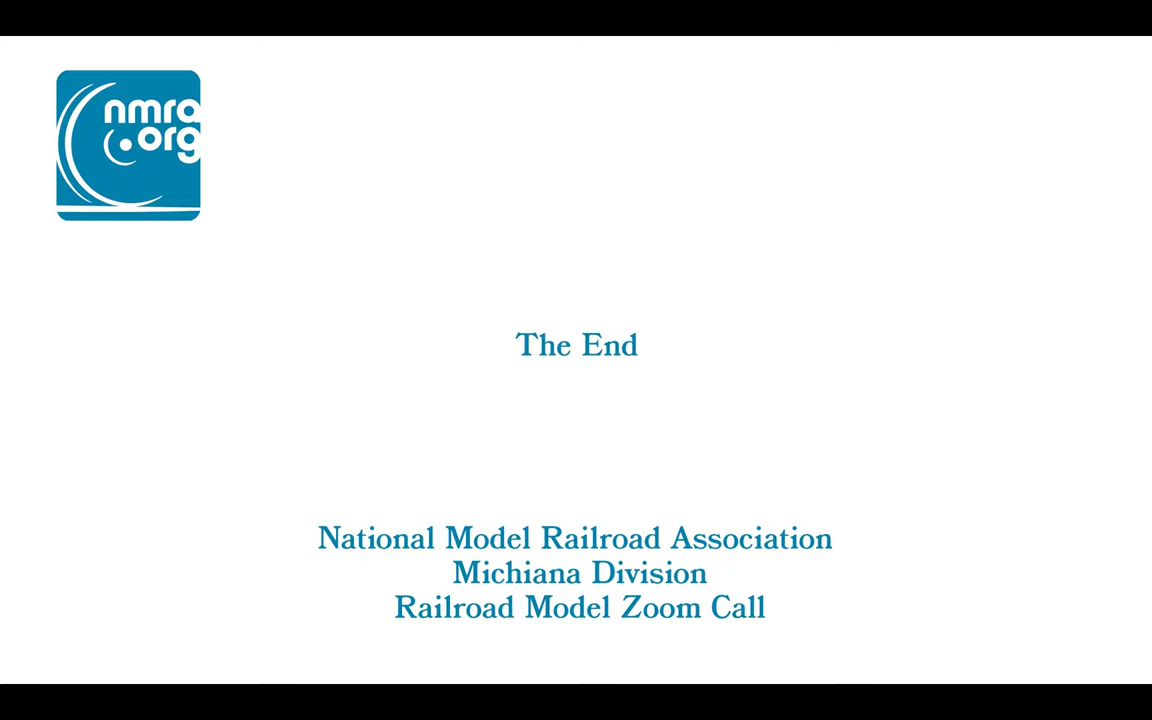 nmra
.org
The End
National Model Railroad Association
Michiana Division
Railroad Model Zoom Call